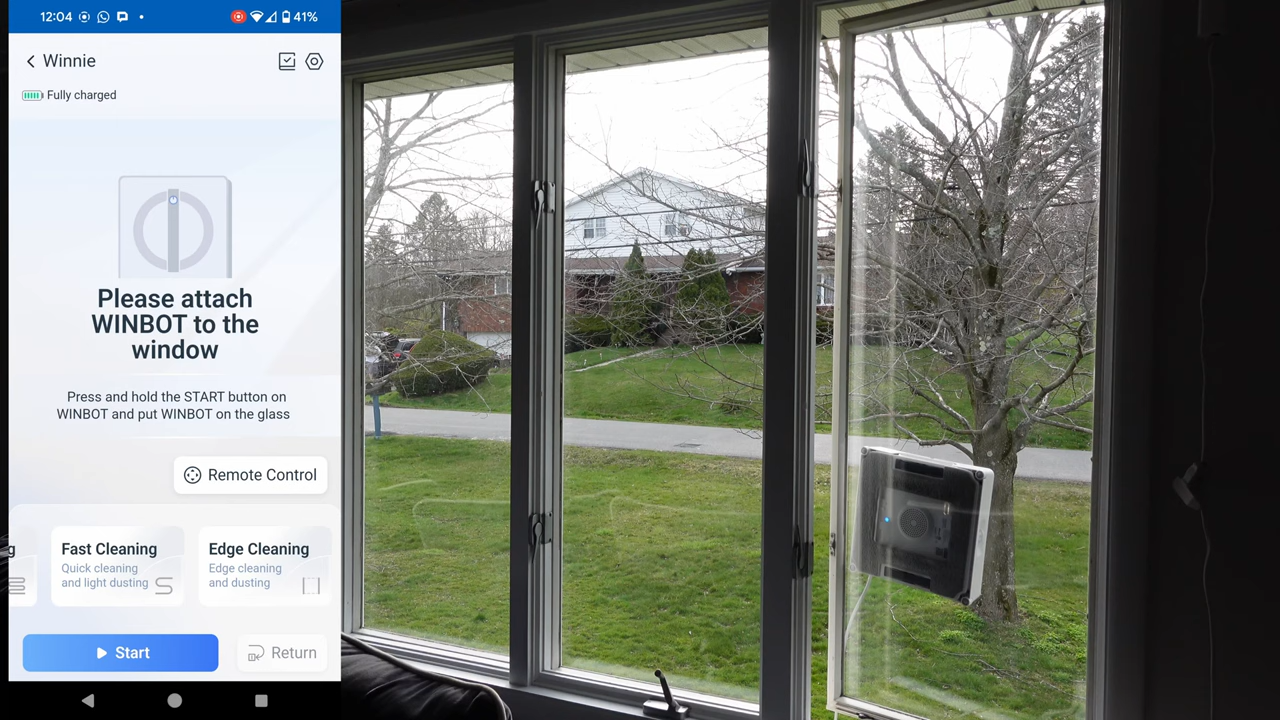 12:04
41%
Winnie
Fully charged
Please attach
WINBOT to the
window
Press and hold the START button on
WINBOT and put WINBOT on the glass
Remote Control
g
Fast Cleaning
Quick cleaning
and light dusting
Edge Cleaning
Edge cleaning
and dusting
Start
Return